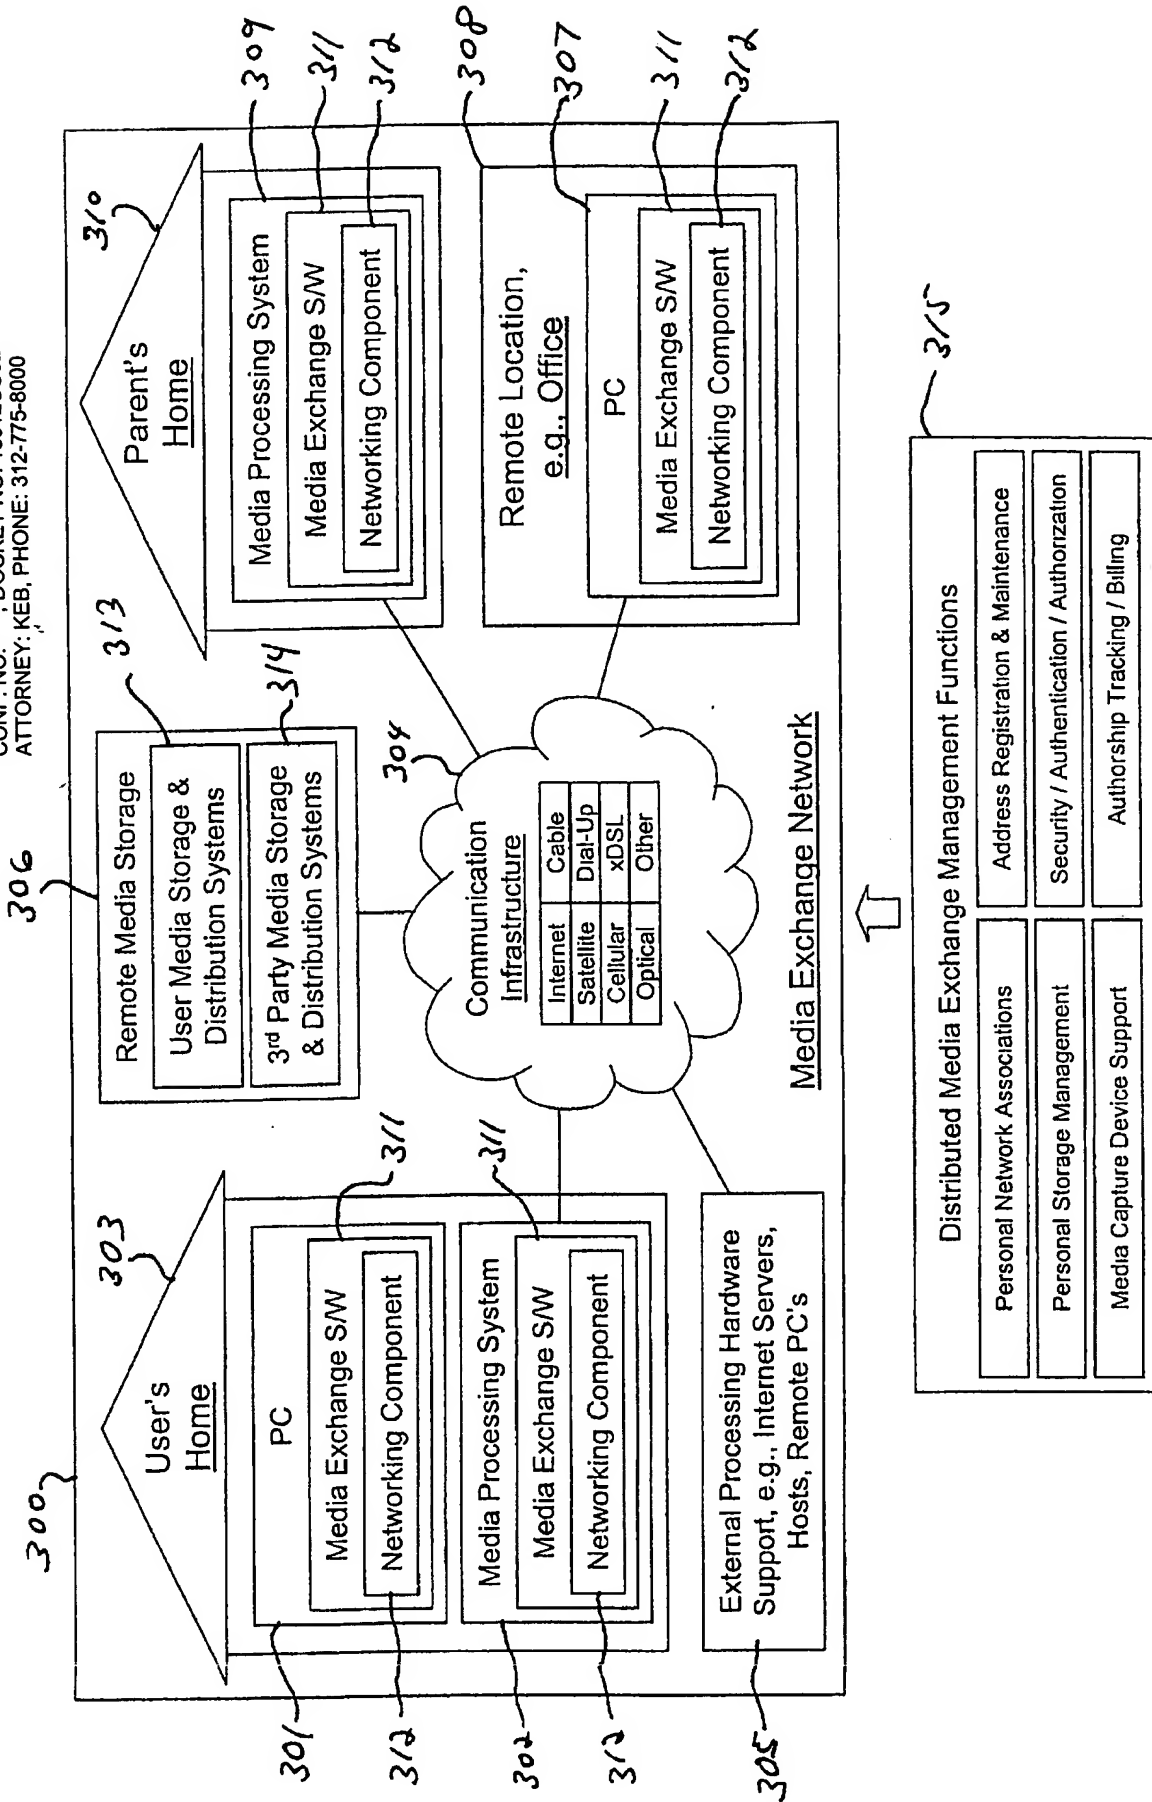 ATTORNEY: KEB, PHONE: 312-775-8000
300
303
User's
Home
PC
Media Exchange S/W
Networking Component
311
Media Processing System
Media Exchange S/W
Networking Component
311
301
312
302
312
External Processing Hardware
Support, e.g., Internet Servers,
Hosts, Remote PC's
305
306
Remote Media Storage
User Media Storage &
Distribution Systems
3rd Party Media Storage
& Distribution Systems
313
314
304
Communication
Infrastructure
Internet Cable
Satellite Dial-Up
Cellular xDSL
Optical Other
Media Exchange Network
310
Parent's
Home
Media Processing System
Media Exchange S/W
Networking Component
309
311
312
Remote Location,
e.g., Office
PC
Media Exchange S/W
Networking Component
308
307
311
312
315
Distributed Media Exchange Management Functions
Personal Network Associations
Address Registration & Maintenance
Personal Storage Management
Security / Authentication / Authorization
Media Capture Device Support
Authorship Tracking / Billing